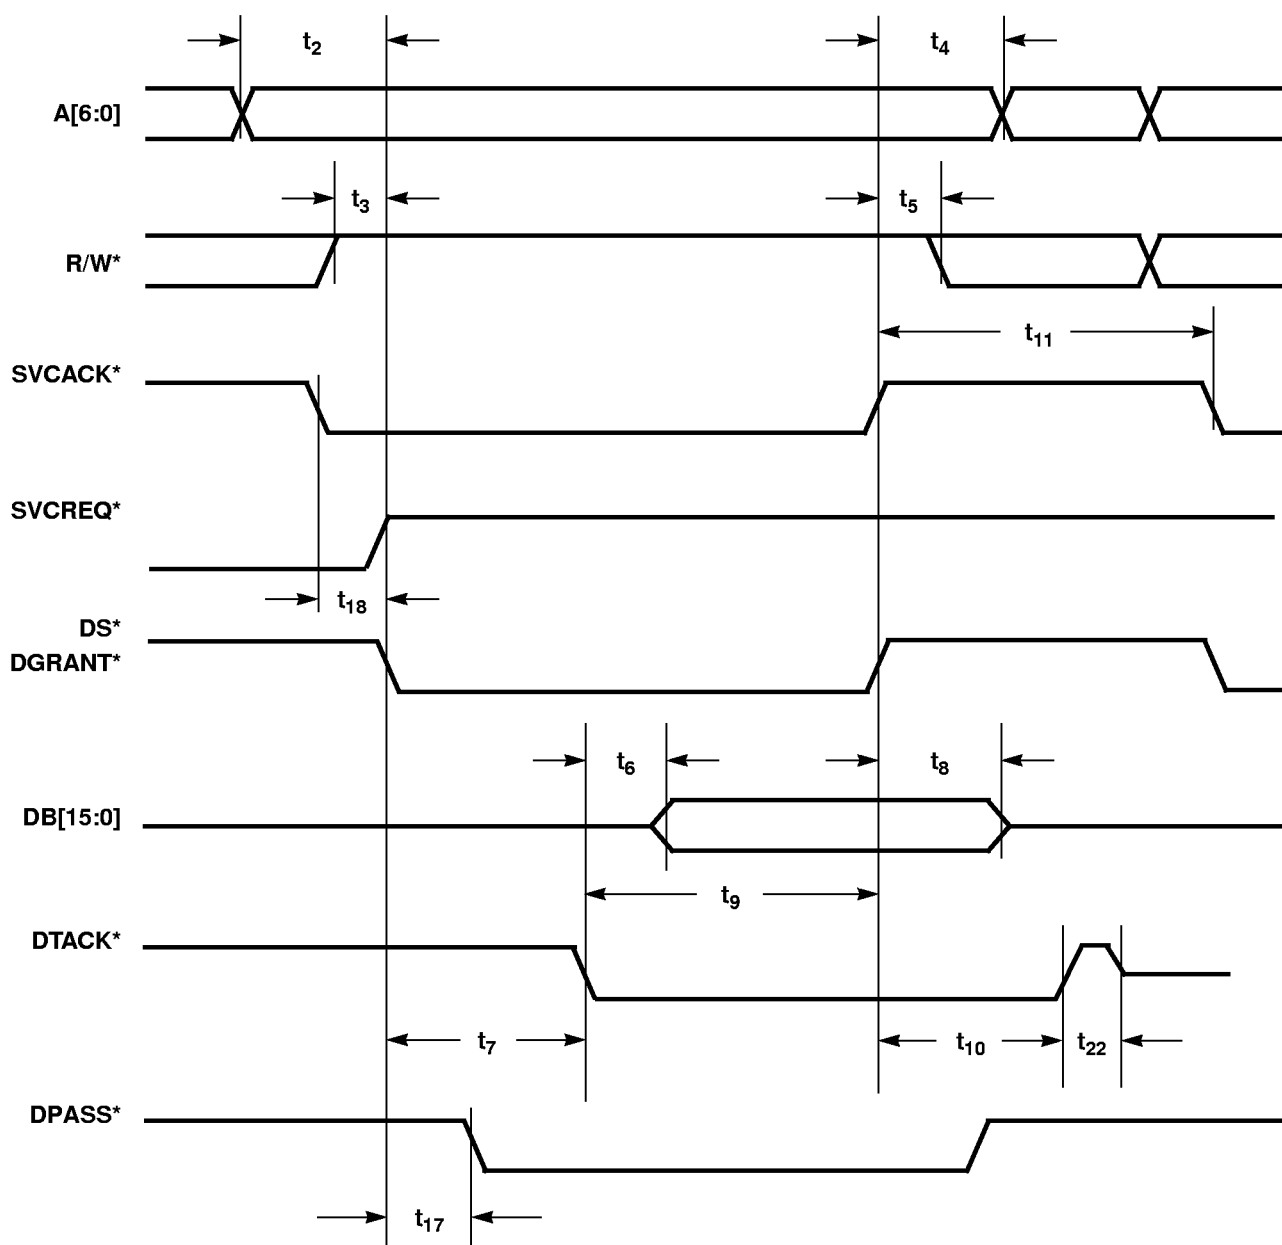 t2 t4
A[6:0]
t3 t5
R/W*
t11
SVCACK*
SVCREQ*
t18
DS*
DGRANT*
t6 t8
DB[15:0]
t9
DTACK*
t7 t10 t22
DPASS*
t17